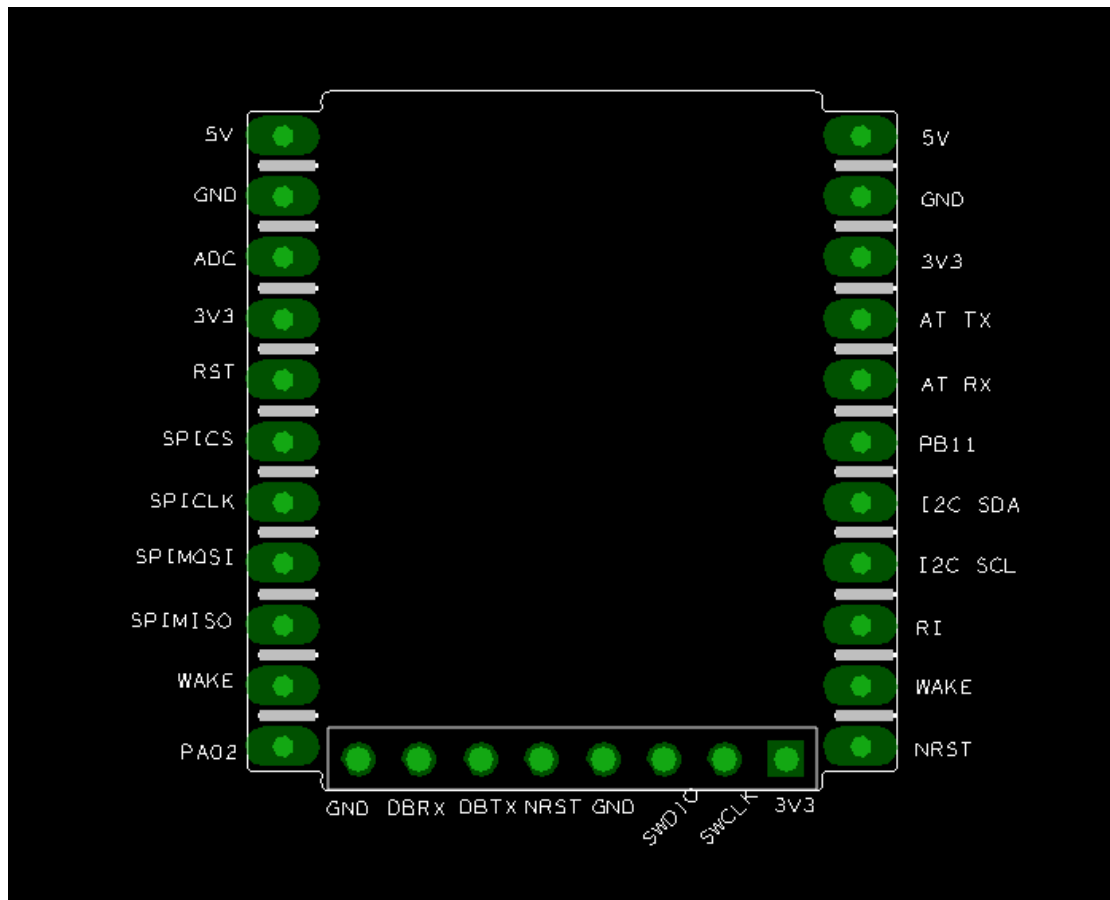 5V
GND
ADC
3V3
RST
SPICS
SPICLK
SPIMOSI
SPIMISO
WAKE
PA02
5V
GND
3V3
AT TX
AT RX
PB11
I2C SDA
I2C SCL
RI
WAKE
NRST
GND DBRX DBTX NRST GND SWDIO SWCLK 3V3